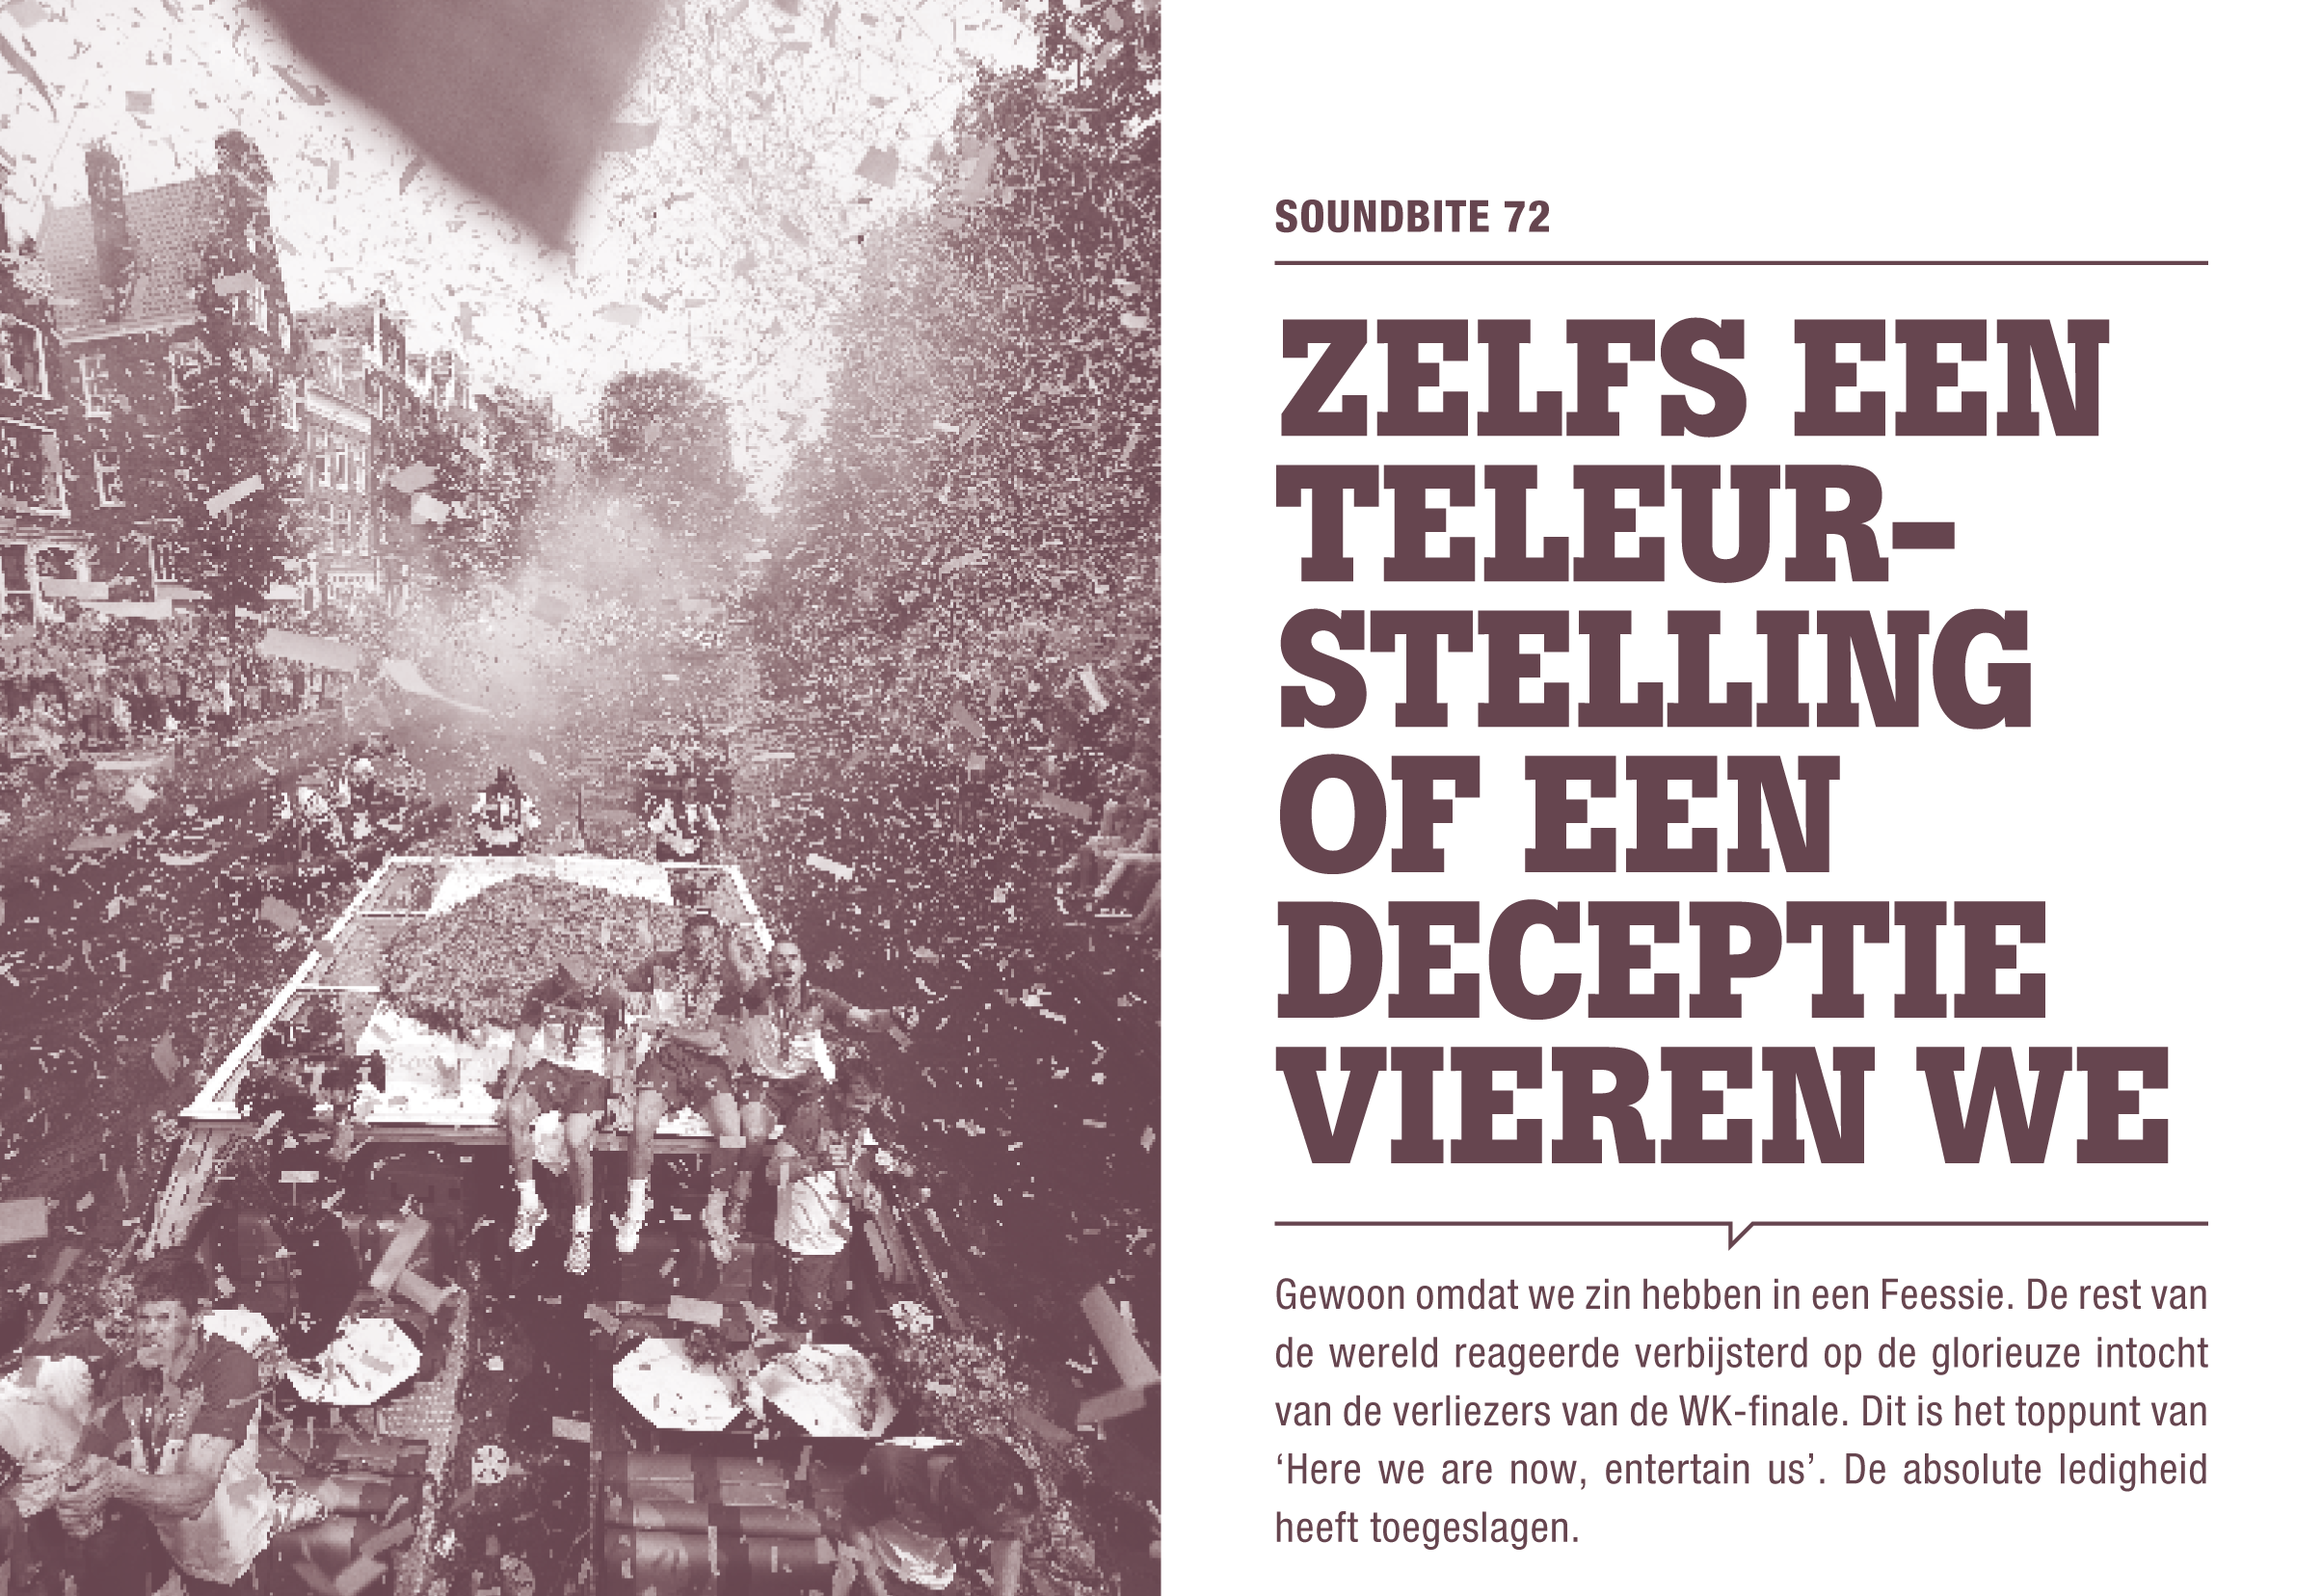 SOUNDBITE 72
ZELFS EEN
TELEUR-
STELLING
OF EEN
DECEPTIE
VIEREN WE
Gewoon omdat we zin hebben in een Feessie. De rest van
de wereld reageerde verbijsterd op de glorieuze intocht
van de verliezers van de WK-finale. Dit is het toppunt van
‘Here we are now, entertain us’. De absolute ledigheid
heeft toegeslagen.